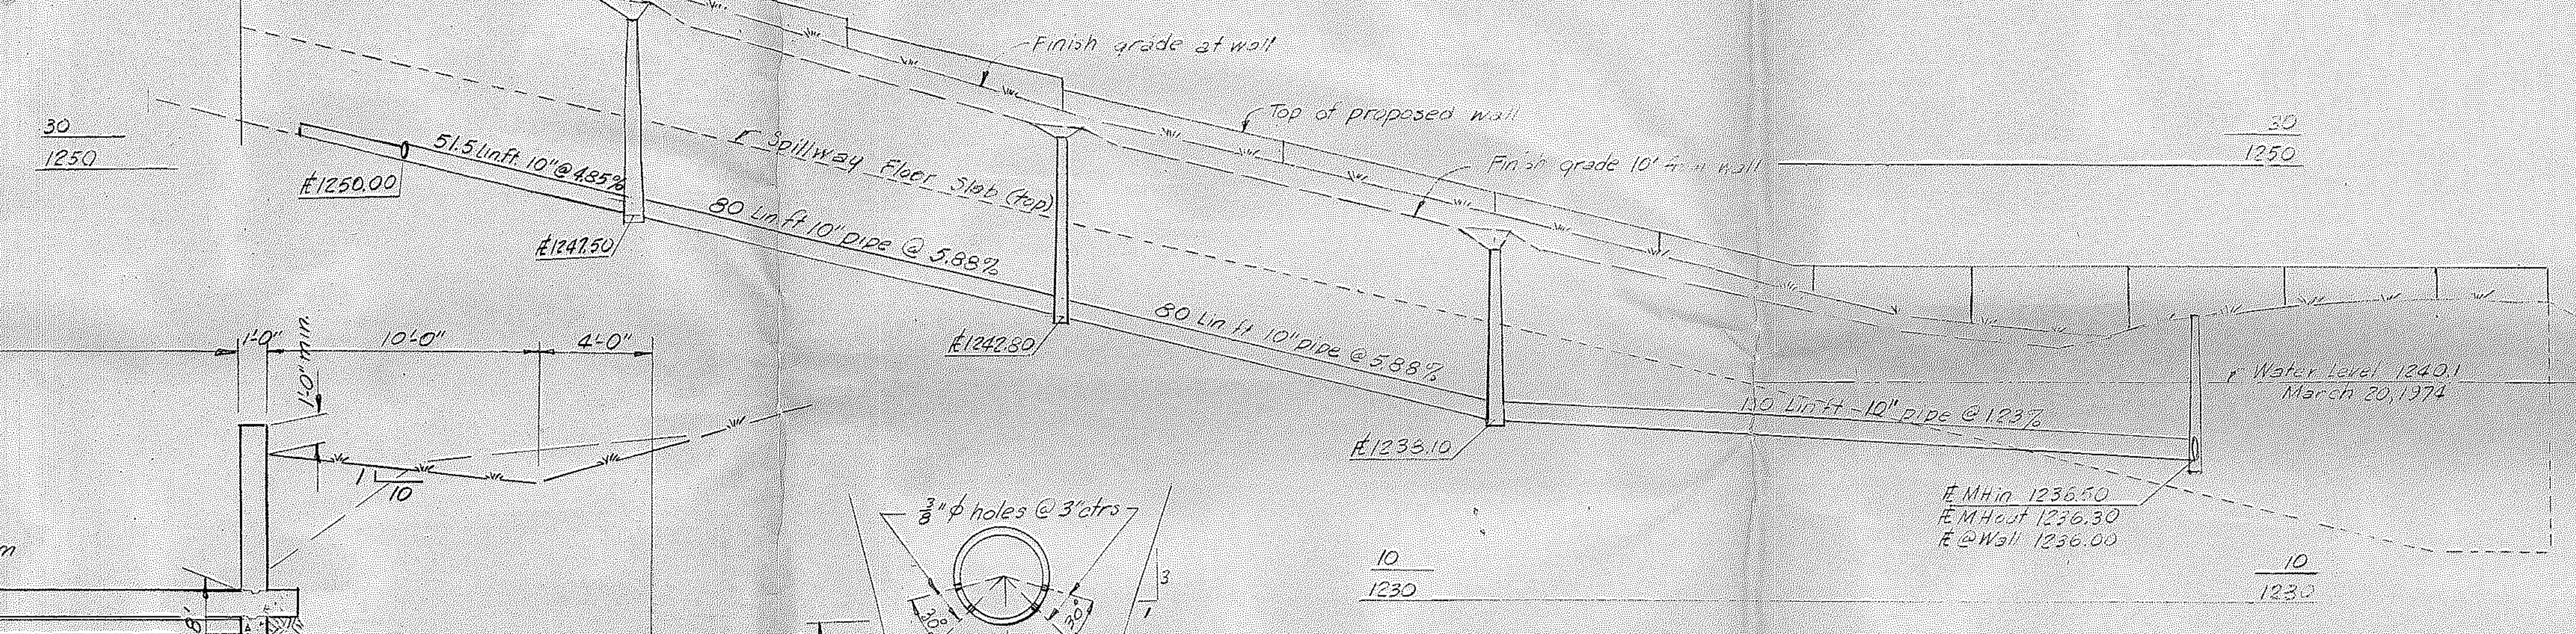 Finish grade at wall
Top of proposed wall
Finish grade 10' wall
30
1250
30
1250
51.5 lin ft. 10" @ 4.85%
Spillway Floor Slab (top)
1250.00
80 Lin. ft 10" pipe @ 5.88%
1247.50
80 Lin ft 10" pipe @ 5.88%
1242.80
1'-0"
10'-0"
4'-0"
1'-0" min.
Water Level 1240.1
March 20, 1974
130 Lin ft - 10" pipe @ 1.23%
1238.10
1
10
MH in 1236.50
MH out 1236.30
@ Wall 1236.00
3/8" ϕ holes @ 3" ctrs
10
1230
10
1230
3
1
30°
30°
8"